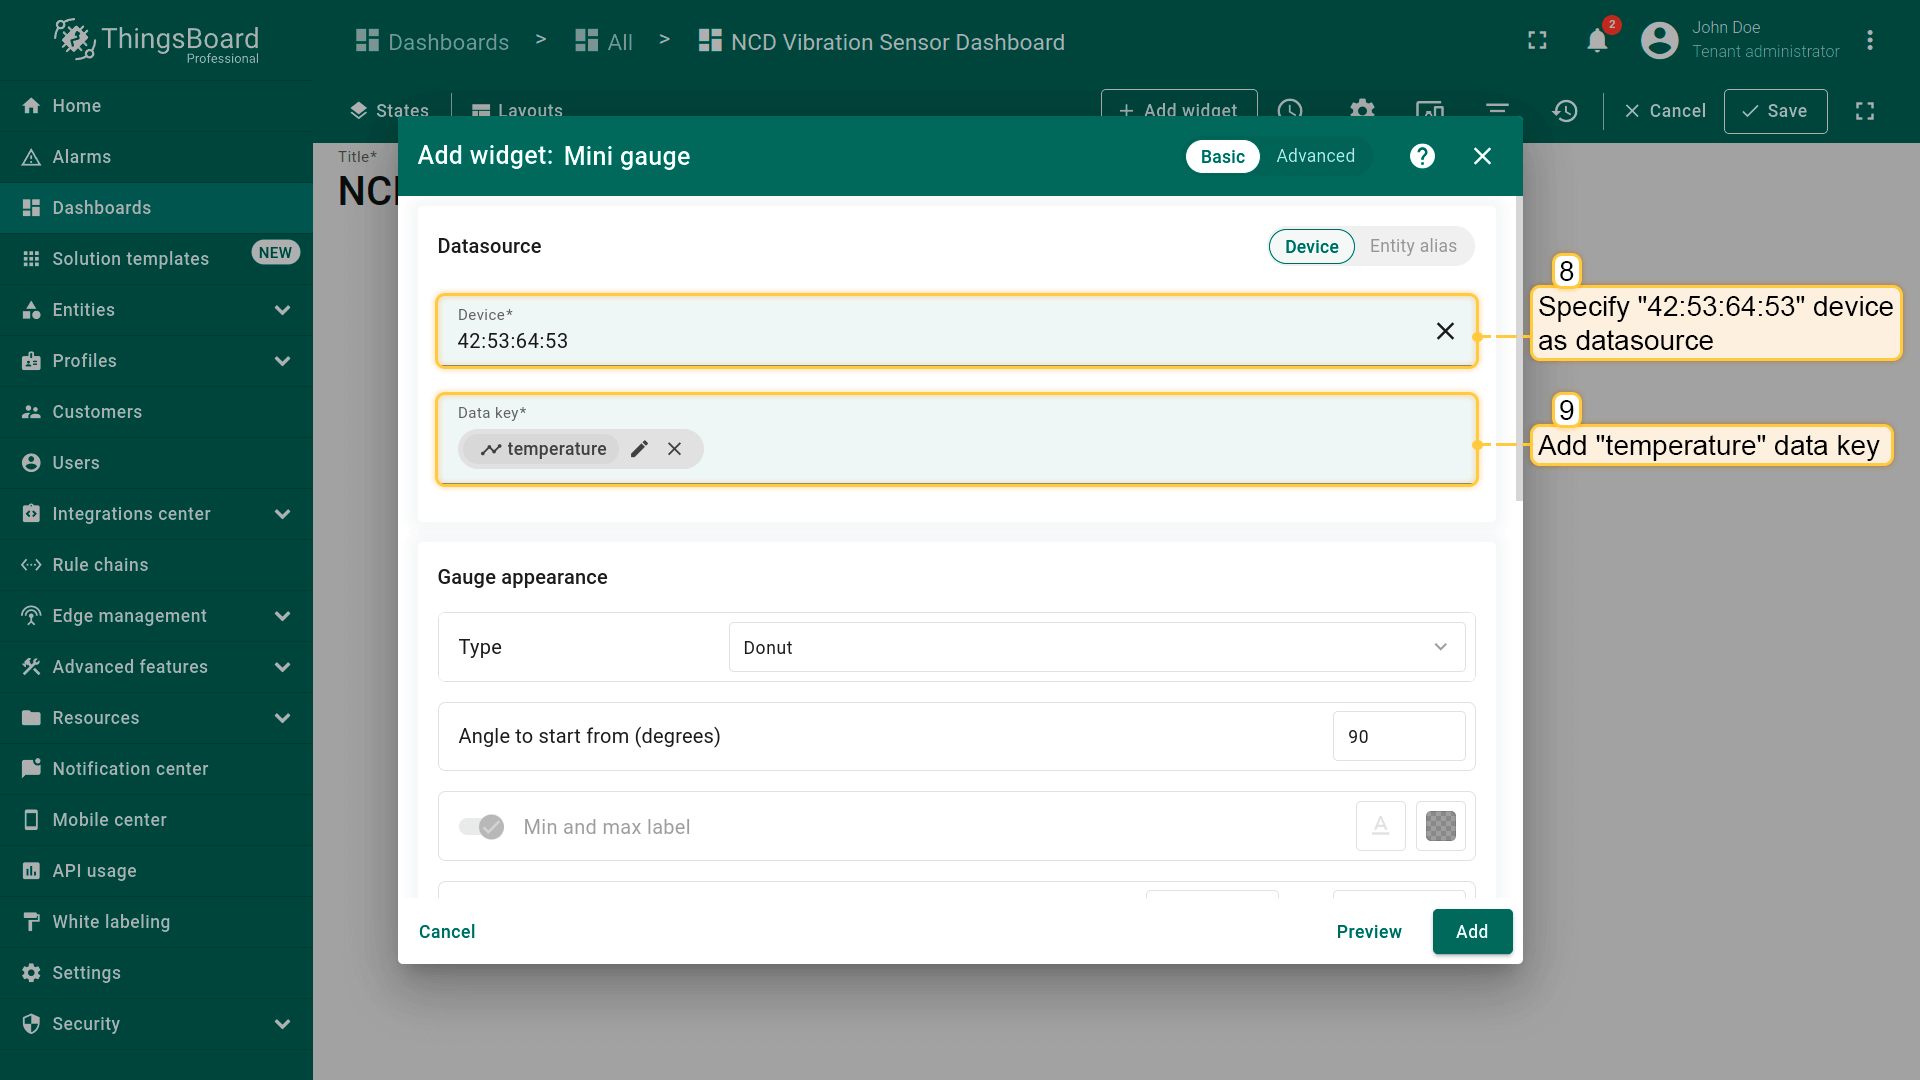 ThingsBoard
Professional
Dashboards > All > NCD Vibration Sensor Dashboard
2
John Doe
Tenant administrator
Home
Alarms
Dashboards
Solution templates
NEW
Entities
Profiles
Customers
Users
Integrations center
Rule chains
Edge management
Advanced features
Resources
Notification center
Mobile center
API usage
White labeling
Settings
Security
States
Layouts
+ Add widget
Cancel
Save
Title*
NCD
Add widget: Mini gauge
Basic
Advanced
?
Datasource
Device
Entity alias
Device*
42:53:64:53
Data key*
temperature
Gauge appearance
Type
Donut
Angle to start from (degrees)
90
Min and max label
A
Cancel
Preview
Add
8
Specify "42:53:64:53" device
as datasource
9
Add "temperature" data key